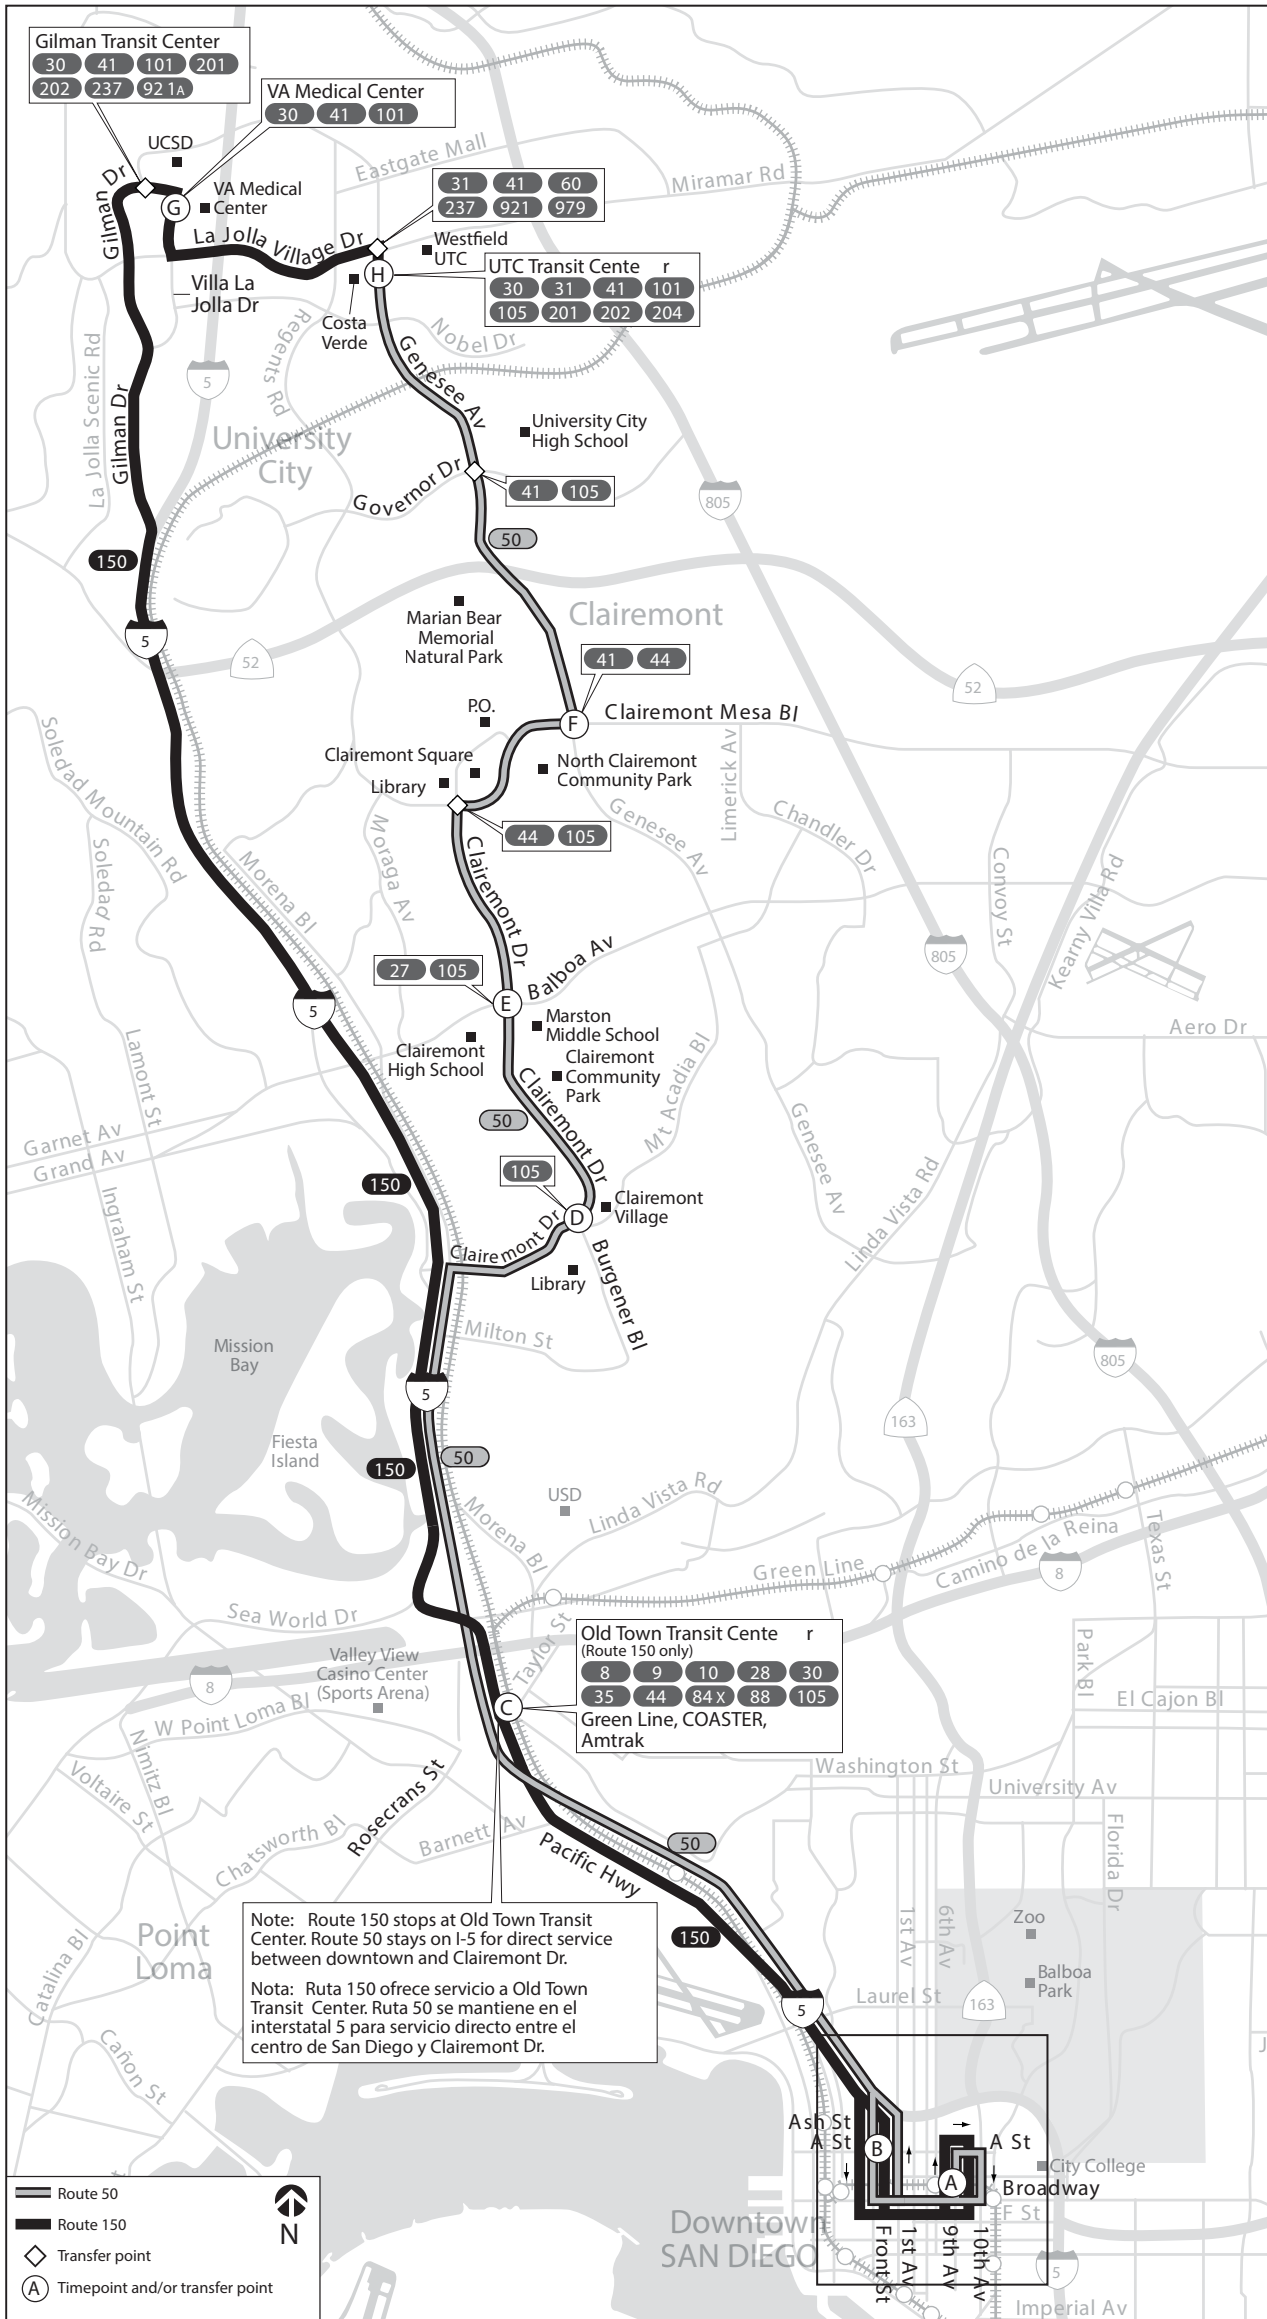 Gilman Transit Center
30 41 101 201
202 237 92 1A
VA Medical Center
30 41 101
UCSD
Eastgate Mall
Miramar Rd
Gilman Dr
G
VA Medical
Center
31 41 60
237 921 979
La Jolla Village Dr
Westfield
UTC
H
UTC Transit Cente r
30 31 41 101
105 201 202 204
Villa La
Jolla Dr
Costa
Verde
Regents Rd
Nobel Dr
La Jolla Scenic Rd
5
Genesee Av
Gilman Dr
University
City
University City
High School
Governor Dr
41 105
805
50
150
Marian Bear
Memorial
Natural Park
Clairemont
5
52
41 44
52
P.O.
F
Clairemont Mesa Bl
Soledad Mountain Rd
Clairemont Square
Library
North Clairemont
Community Park
Limerick Av
Genesee Av
Chandler Dr
44 105
Moraga Av
Soledad Rd
Morena Bl
Clairemont Dr
Convoy St
Kearny Villa Rd
805
27 105
Balboa Av
E
5
Marston
Middle School
Aero Dr
Clairemont
High School
Clairemont
Community
Park
Lamont St
Clairemont Dr
Mt Acadia Bl
50
Genesee Av
Garnet Av
Grand Av
105
150
Linda Vista Rd
Ingraham St
D
Clairemont
Village
Clairemont Dr
Library
Burgener Bl
Milton St
Mission
Bay
805
5
163
Fiesta
Island
50
150
Mission Bay Dr
USD
Morena Bl
Linda Vista Rd
Texas St
Green Line
Camino de la Reina
8
Sea World Dr
Taylor St
Old Town Transit Cente r
(Route 150 only)
8 9 10 28 30
35 44 84 X 88 105
Green Line, COASTER,
Amtrak
Park Bl
Valley View
Casino Center
(Sports Arena)
8
C
El Cajon Bl
W Point Loma Bl
Nimitz Bl
Voltaire St
Washington St
University Av
Rosecrans St
Chatsworth Bl
Barnett Av
Pacific Hwy
50
Florida Dr
Note: Route 150 stops at Old Town Transit
Center. Route 50 stays on I-5 for direct service
between downtown and Clairemont Dr.
Nota: Ruta 150 ofrece servicio a Old Town
Transit Center. Ruta 50 se mantiene en el
interstatal 5 para servicio directo entre el
centro de San Diego y Clairemont Dr.
Point
Loma
150
1st Av
6th Av
Zoo
Balboa
Park
Catalina Bl
Laurel St
5
163
Cañon St
J
Ash St
A St
B
A St
City College
A
Broadway
F St
Downtown
SAN DIEGO
Front St
1st Av
9th Av
10th Av
5
Imperial Av
Route 50
Route 150
N
Transfer point
A Timepoint and/or transfer point